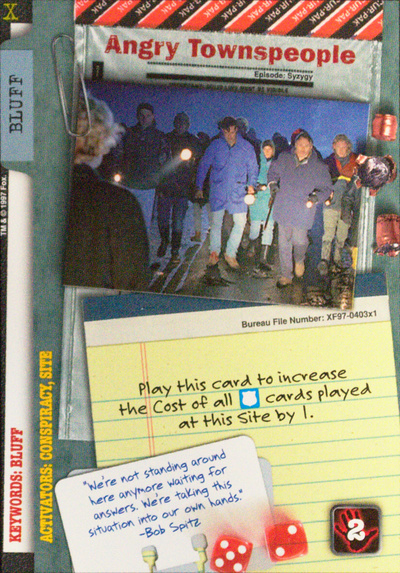 CUR-PAK
X
BLUFF
TM & © 1997 Fox.
Angry Townspeople
Episode: Syzygy
Bureau File Number: XF97-0403x1
Play this card to increase
the Cost of all cards played
at this Site by 1.
"We're not standing around
here anymore waiting for
answers. We're taking this
situation into our own hands."
-Bob Spitz
2
KEYWORDS: BLUFF
ACTIVATORS: CONSPIRACY, SITE